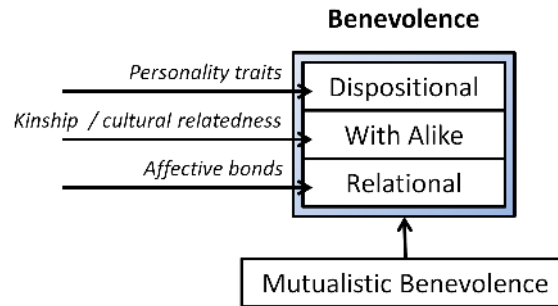 Benevolence
Personality traits
Dispositional
Kinship / cultural relatedness
With Alike
Affective bonds
Relational
Mutualistic Benevolence